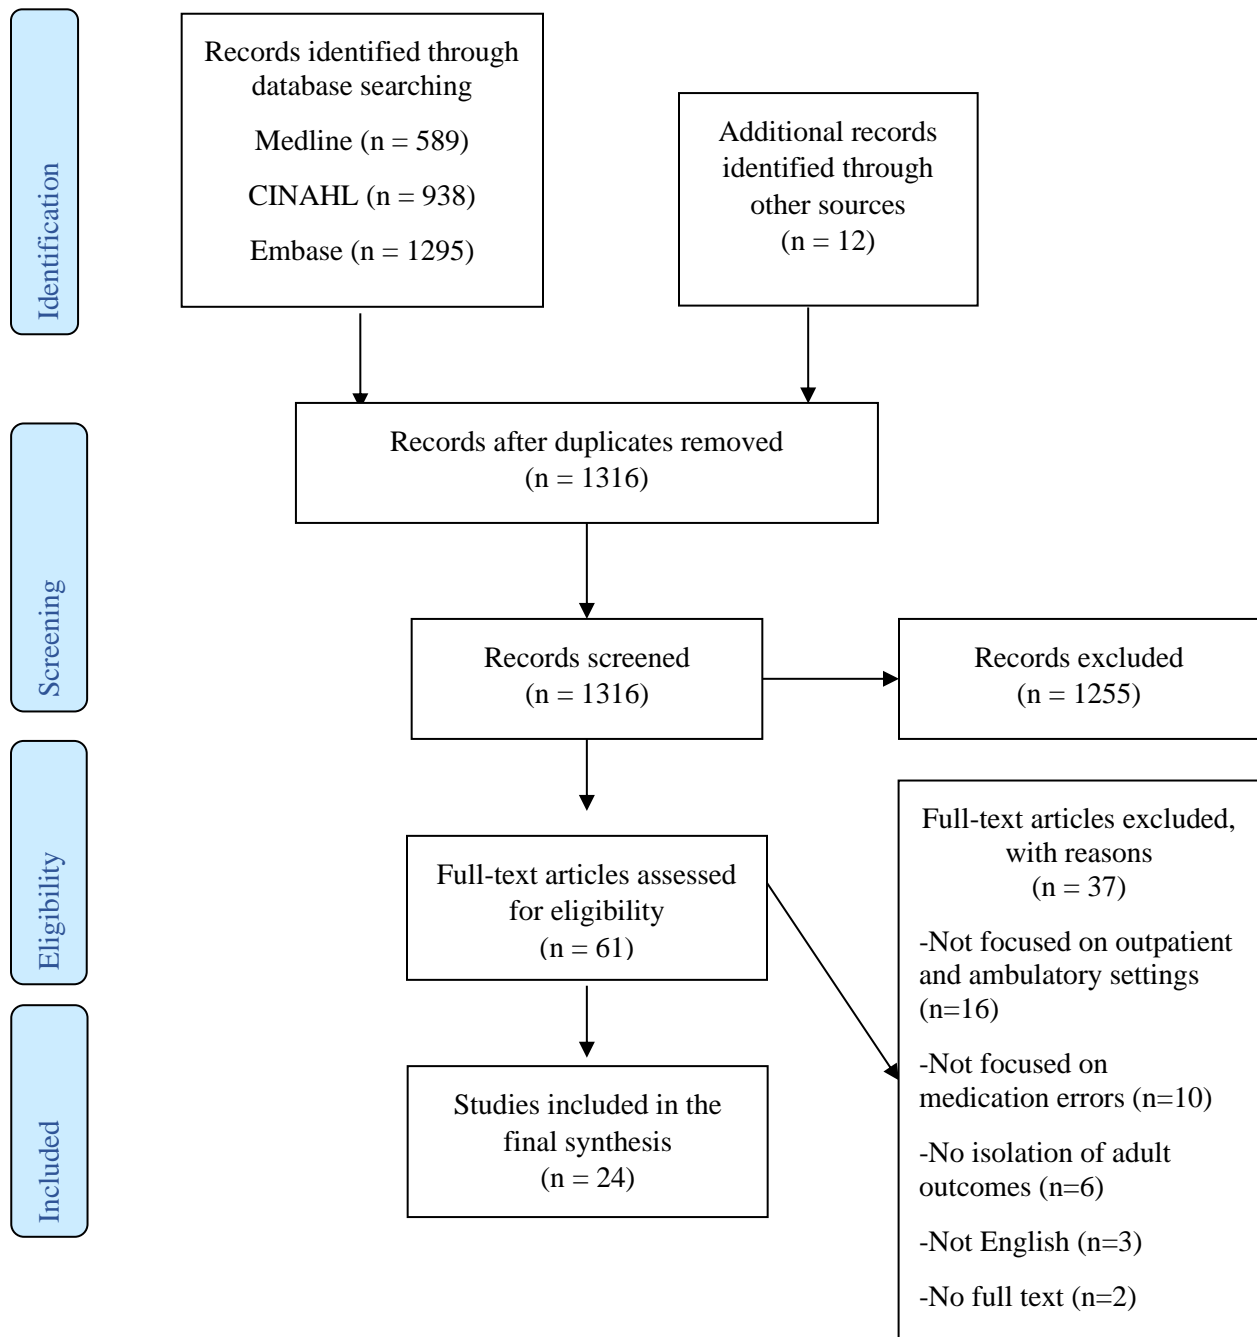 Identification
Records identified through
database searching
Medline (n = 589)
CINAHL (n = 938)
Embase (n = 1295)
Additional records
identified through
other sources
(n = 12)
Screening
Records after duplicates removed
(n = 1316)
Records screened
(n = 1316)
Records excluded
(n = 1255)
Eligibility
Full-text articles assessed
for eligibility
(n = 61)
Full-text articles excluded,
with reasons
(n = 37)
-Not focused on outpatient
and ambulatory settings
(n=16)
-Not focused on
medication errors (n=10)
-No isolation of adult
outcomes (n=6)
-Not English (n=3)
-No full text (n=2)
Included
Studies included in the
final synthesis
(n = 24)